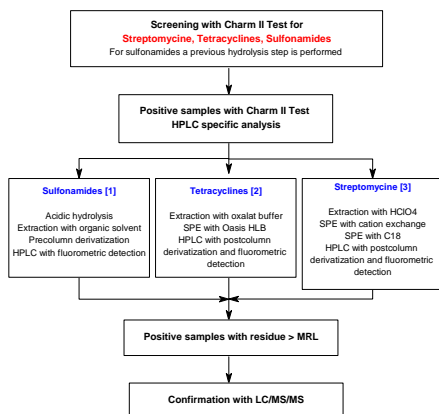 Screening with Charm II Test for
Streptomycine, Tetracyclines, Sulfonamides
For sulfonamides a previous hydrolysis step is performed
Positive samples with Charm II Test
HPLC specific analysis
Sulfonamides [1]
Acidic hydrolysis
Extraction with organic solvent
Precolumn derivatization
HPLC with fluorometric detection
Tetracyclines [2]
Extraction with oxalat buffer
SPE with Oasis HLB
HPLC with postcolumn
derivatization and fluorometric
detection
Streptomycine [3]
Extraction with HClO4
SPE with cation exchange
SPE with C18
HPLC with postcolumn
derivatization and fluorometric
detection
Positive samples with residue > MRL
Confirmation with LC/MS/MS